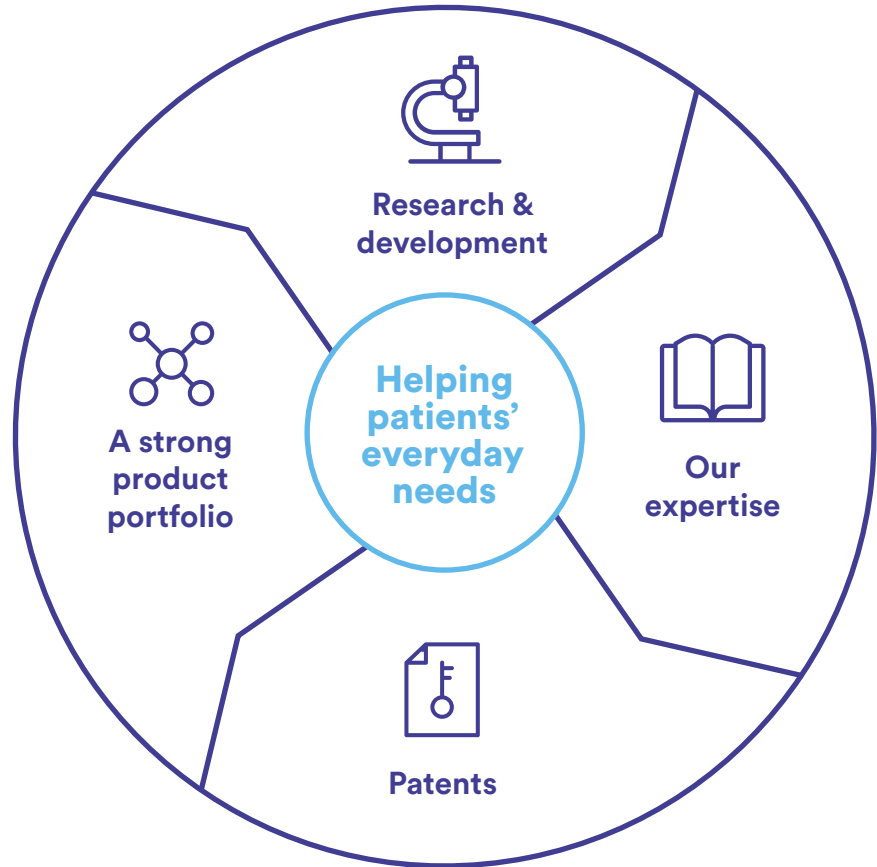 Research &
development
Helping
patients’
everyday
needs
Our
expertise
A strong
product
portfolio
Patents